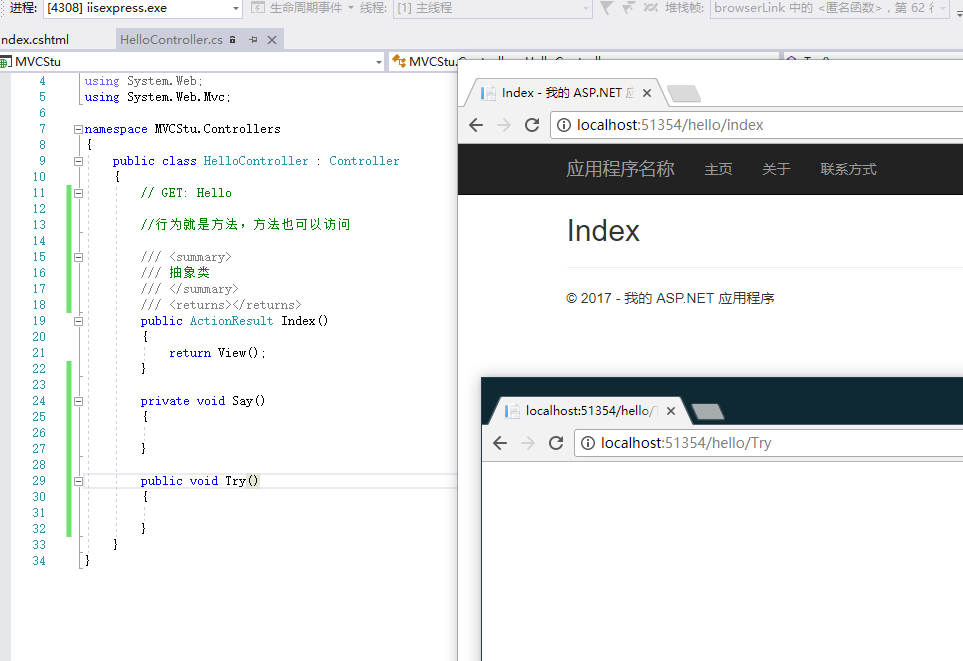 进程: [4308] iisexpress.exe 生命周期事件 线程: [1] 主线程 堆栈帧: browserLink 中的 <匿名函数>，第 62 行
ndex.cshtml HelloController.cs
MVCStu
4 using System.Web;
5 using System.Web.Mvc;
6
7 namespace MVCStu.Controllers
8 {
9 public class HelloController : Controller
10 {
11 // GET: Hello
12
13 //行为就是方法，方法也可以访问
14
15 /// <summary>
16 /// 抽象类
17 /// </summary>
18 /// <returns></returns>
19 public ActionResult Index()
20 {
21 return View();
22 }
23
24 private void Say()
25 {
26
27 }
28
29 public void Try()
30 {
31
32 }
33 }
34 }
Index - 我的 ASP.NET
localhost:51354/hello/index
应用程序名称 主页 关于 联系方式
Index
© 2017 - 我的 ASP.NET 应用程序
localhost:51354/hello/T
localhost:51354/hello/Try